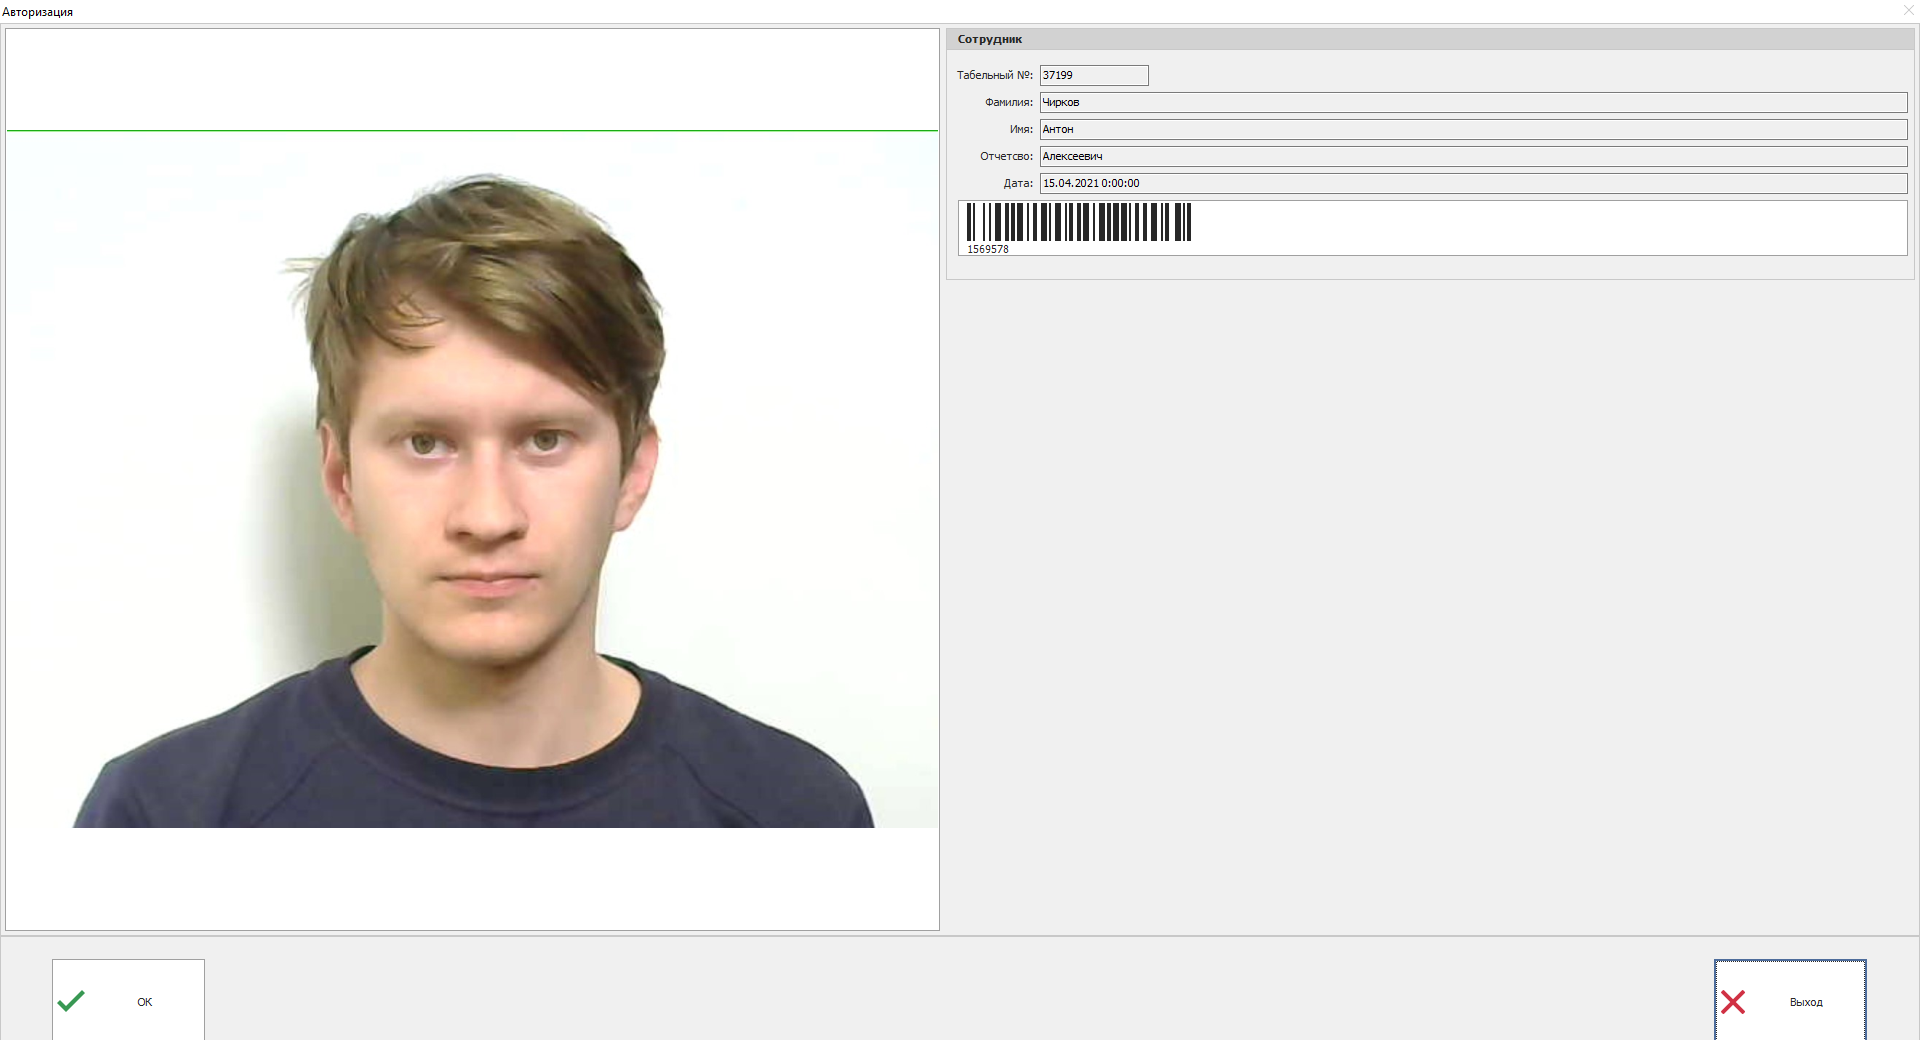 Авторизация
Сотрудник
Табельный №: 37199
Фамилия: Чирков
Имя: Антон
Отчетсво: Алексеевич
Дата: 15.04.2021 0:00:00
1569578
ОК
Выход